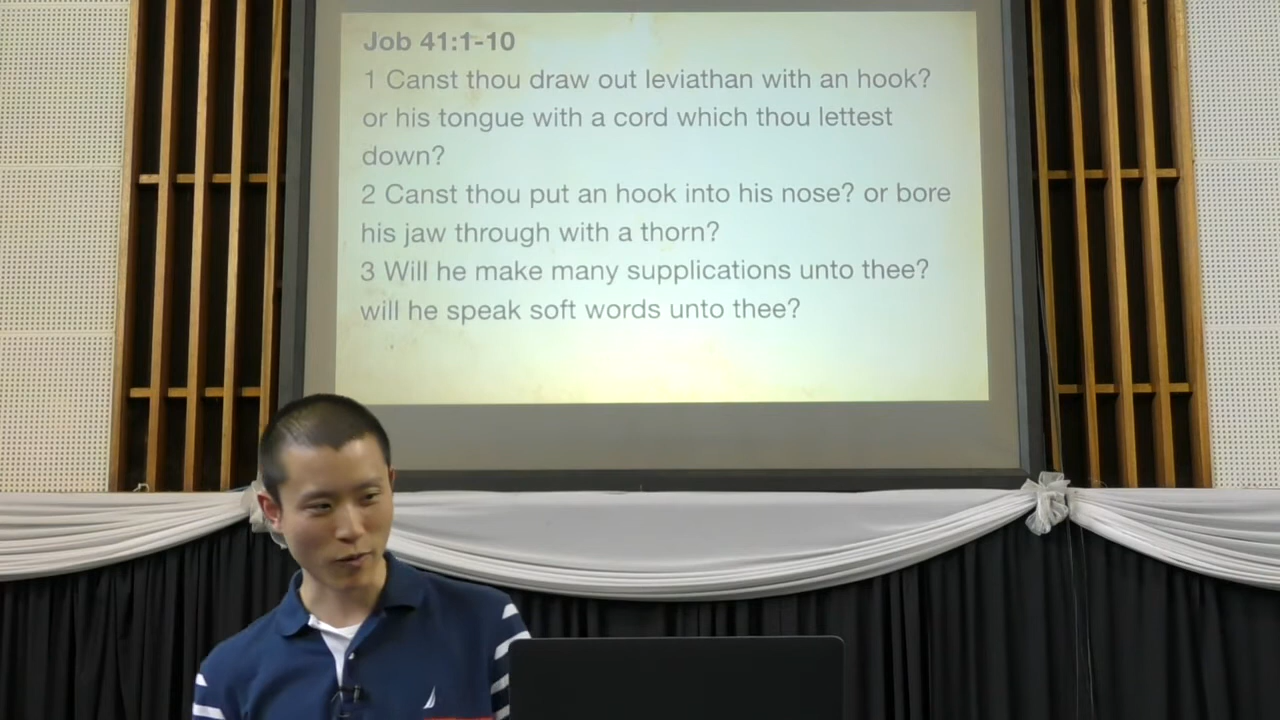 Job 41:1-10
1 Canst thou draw out leviathan with an hook?
or his tongue with a cord which thou lettest
down?
2 Canst thou put an hook into his nose? or bore
his jaw through with a thorn?
3 Will he make many supplications unto thee?
will he speak soft words unto thee?